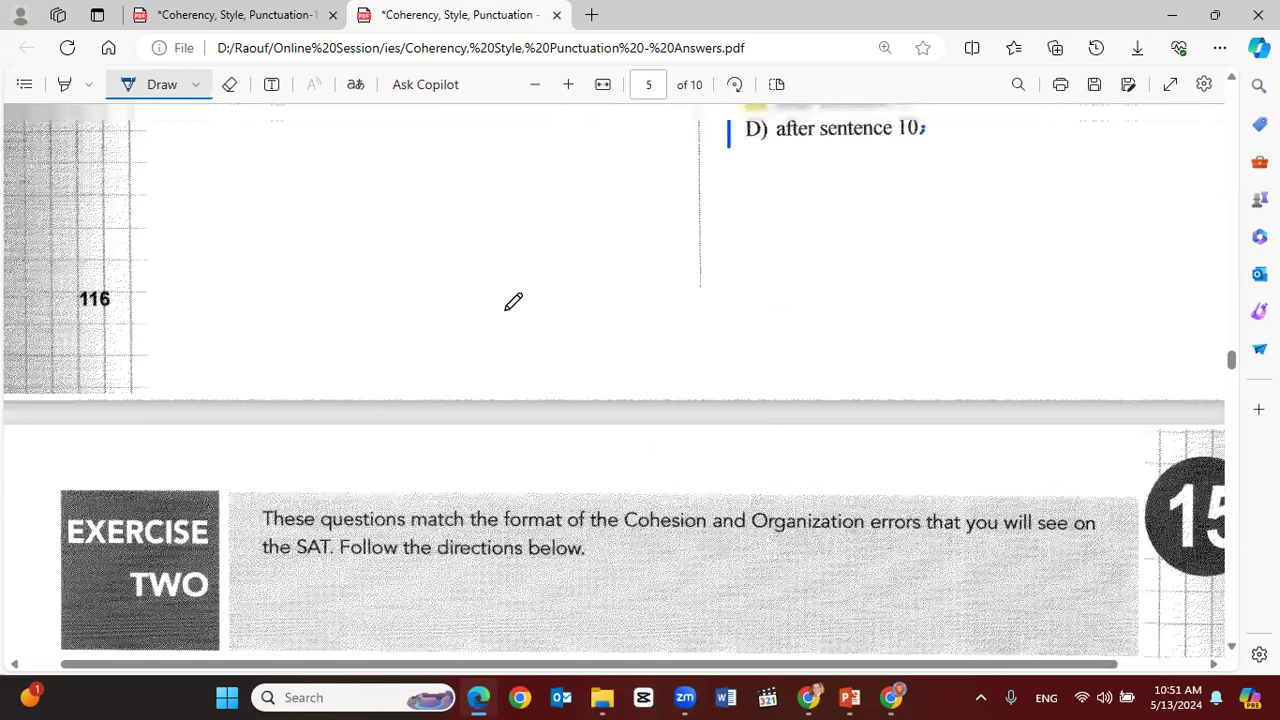 *Coherency, Style, Punctuation-1
*Coherency, Style, Punctuation -
File
D:/Raouf/Online%20Session/ies/Coherency,%20Style,%20Punctuation%20-%20Answers.pdf
Draw
Ask Copilot
5
of 10
D) after sentence 10;
116
EXERCISE
TWO
These questions match the format of the Cohesion and Organization errors that you will see on
the SAT. Follow the directions below.
15
1
Search
ENG
10:51 AM
5/13/2024